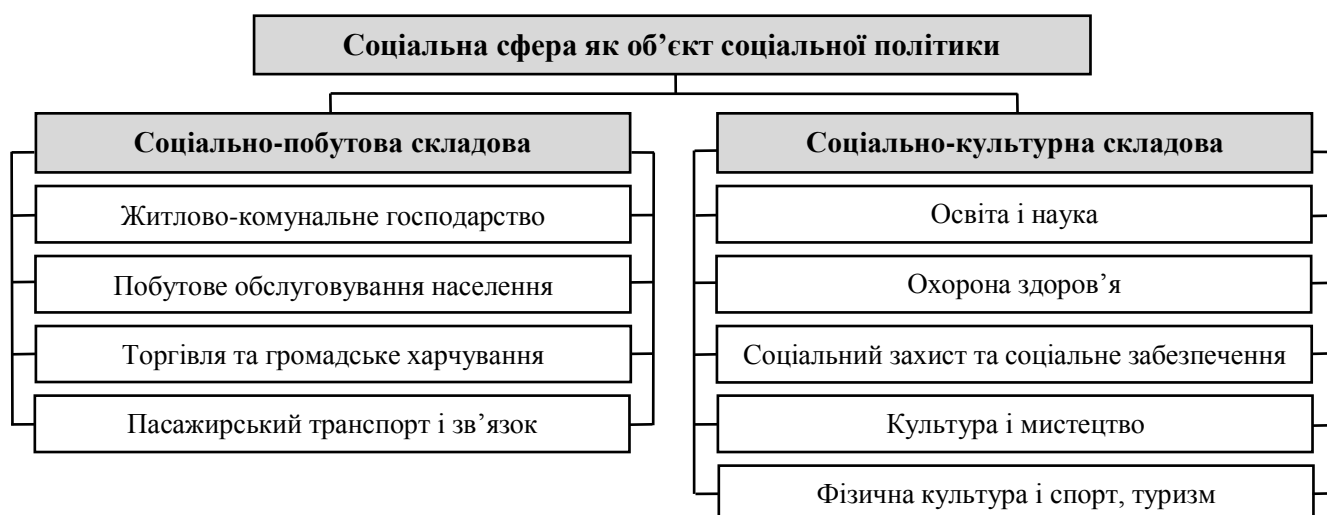 Соціальна сфера як об’єкт соціальної політики
Соціально-побутова складова
Житлово-комунальне господарство
Побутове обслуговування населення
Торгівля та громадське харчування
Пасажирський транспорт і зв’язок
Соціально-культурна складова
Освіта і наука
Охорона здоров’я
Соціальний захист та соціальне забезпечення
Культура і мистецтво
Фізична культура і спорт, туризм